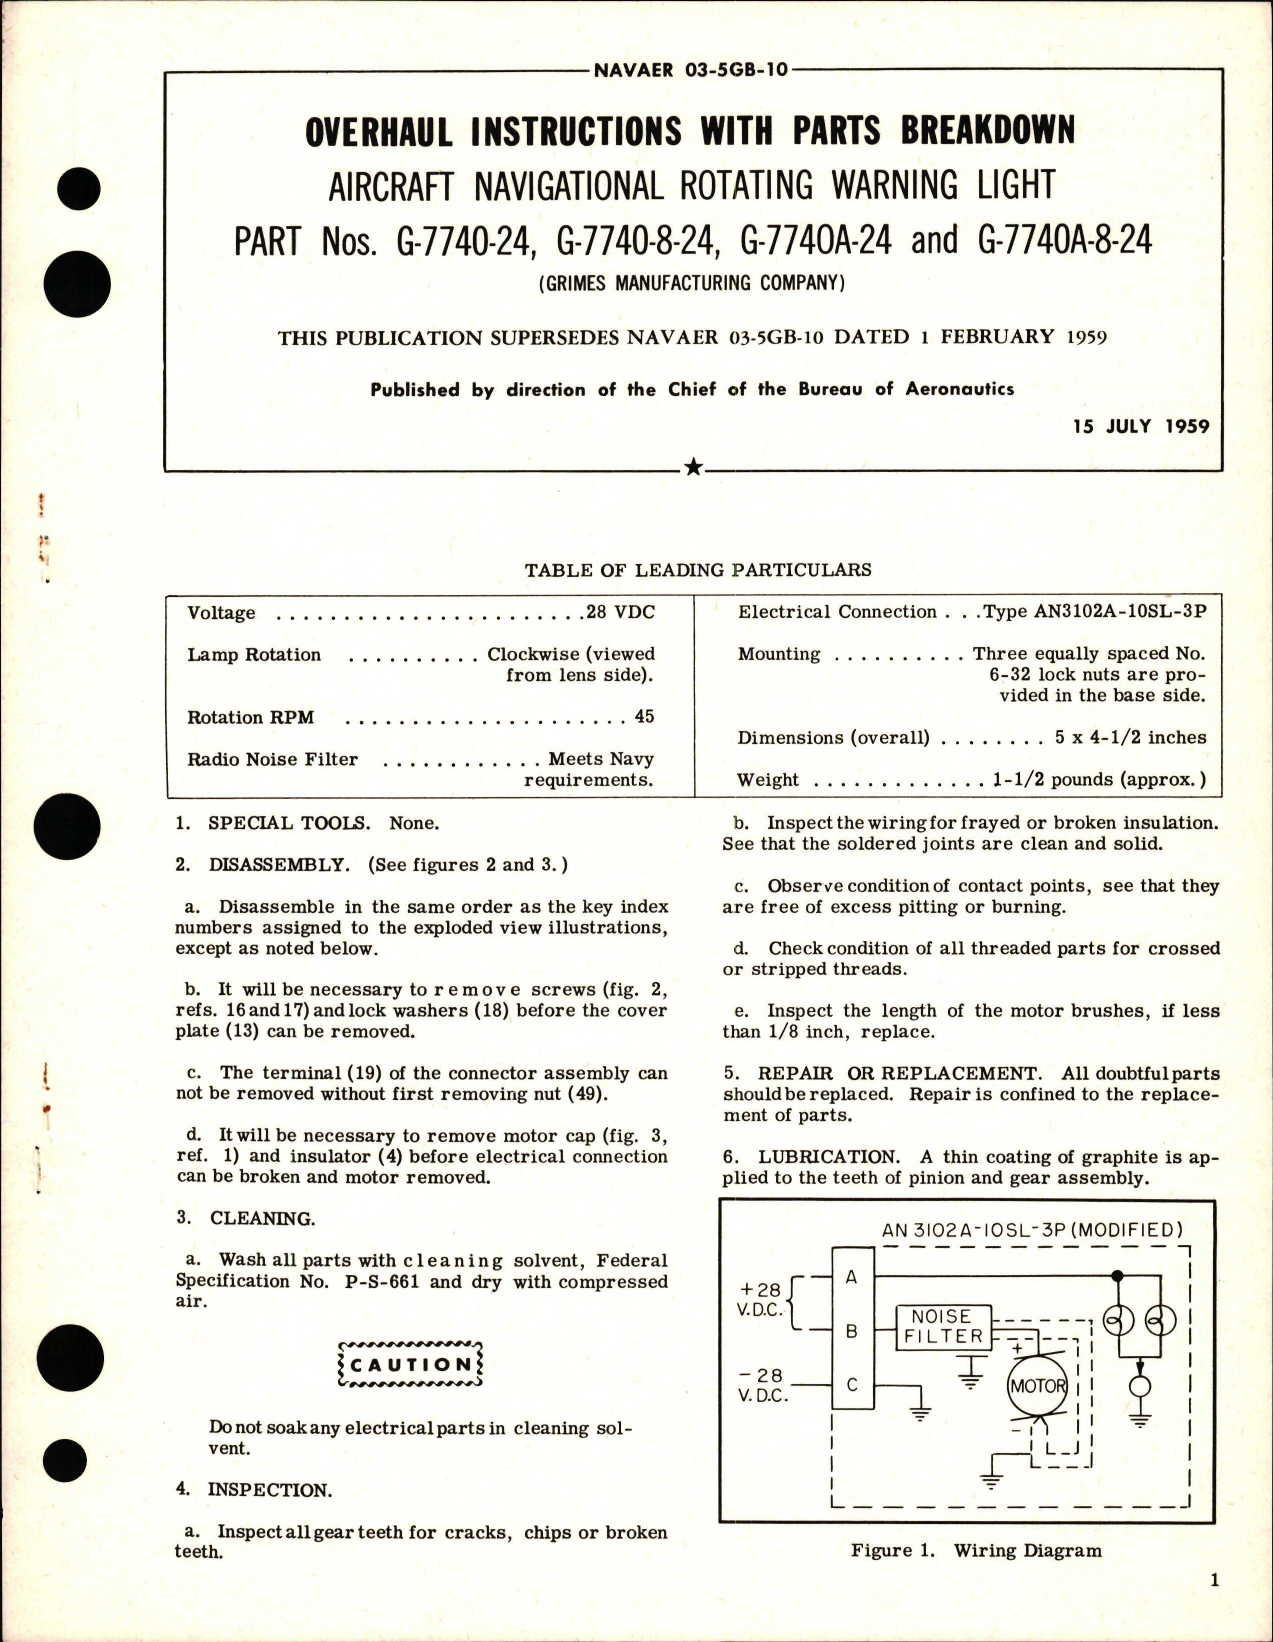 NAVAER 03-5GB-10
OVERHAUL INSTRUCTIONS WITH PARTS BREAKDOWN
AIRCRAFT NAVIGATIONAL ROTATING WARNING LIGHT
PART Nos. G-7740-24, G-7740-8-24, G-7740A-24 and G-7740A-8-24
(GRIMES MANUFACTURING COMPANY)
THIS PUBLICATION SUPERSEDES NAVAER 03-5GB-10 DATED 1 FEBRUARY 1959
Published by direction of the Chief of the Bureau of Aeronautics
15 JULY 1959
TABLE OF LEADING PARTICULARS
Voltage . . . . . . . . . . . . . . . . . . . . . . .28 VDC
Lamp Rotation . . . . . . . . . . Clockwise (viewed
from lens side).
Rotation RPM . . . . . . . . . . . . . . . . . . . . . 45
Radio Noise Filter . . . . . . . . . . . . Meets Navy
requirements.
Electrical Connection . . .Type AN3102A-10SL-3P
Mounting . . . . . . . . . . Three equally spaced No.
6-32 lock nuts are pro-
vided in the base side.
Dimensions (overall) . . . . . . . . 5 x 4-1/2 inches
Weight . . . . . . . . . . . . . 1-1/2 pounds (approx.)
1. SPECIAL TOOLS. None.
2. DISASSEMBLY. (See figures 2 and 3.)
a. Disassemble in the same order as the key index
numbers assigned to the exploded view illustrations,
except as noted below.
b. It will be necessary to remove screws (fig. 2,
refs. 16 and 17) and lock washers (18) before the cover
plate (13) can be removed.
c. The terminal (19) of the connector assembly can
not be removed without first removing nut (49).
d. It will be necessary to remove motor cap (fig. 3,
ref. 1) and insulator (4) before electrical connection
can be broken and motor removed.
3. CLEANING.
a. Wash all parts with cleaning solvent, Federal
Specification No. P-S-661 and dry with compressed
air.
CAUTION
Do not soak any electrical parts in cleaning sol-
vent.
4. INSPECTION.
a. Inspect all gear teeth for cracks, chips or broken
teeth.
b. Inspect the wiring for frayed or broken insulation.
See that the soldered joints are clean and solid.
c. Observe condition of contact points, see that they
are free of excess pitting or burning.
d. Check condition of all threaded parts for crossed
or stripped threads.
e. Inspect the length of the motor brushes, if less
than 1/8 inch, replace.
5. REPAIR OR REPLACEMENT. All doubtful parts
should be replaced. Repair is confined to the replace-
ment of parts.
6. LUBRICATION. A thin coating of graphite is ap-
plied to the teeth of pinion and gear assembly.
AN 3102A-10SL-3P (MODIFIED)
+28
V.D.C.
A
B
NOISE
FILTER
+
-28
V.D.C.
C
MOTOR
-
Figure 1. Wiring Diagram
1